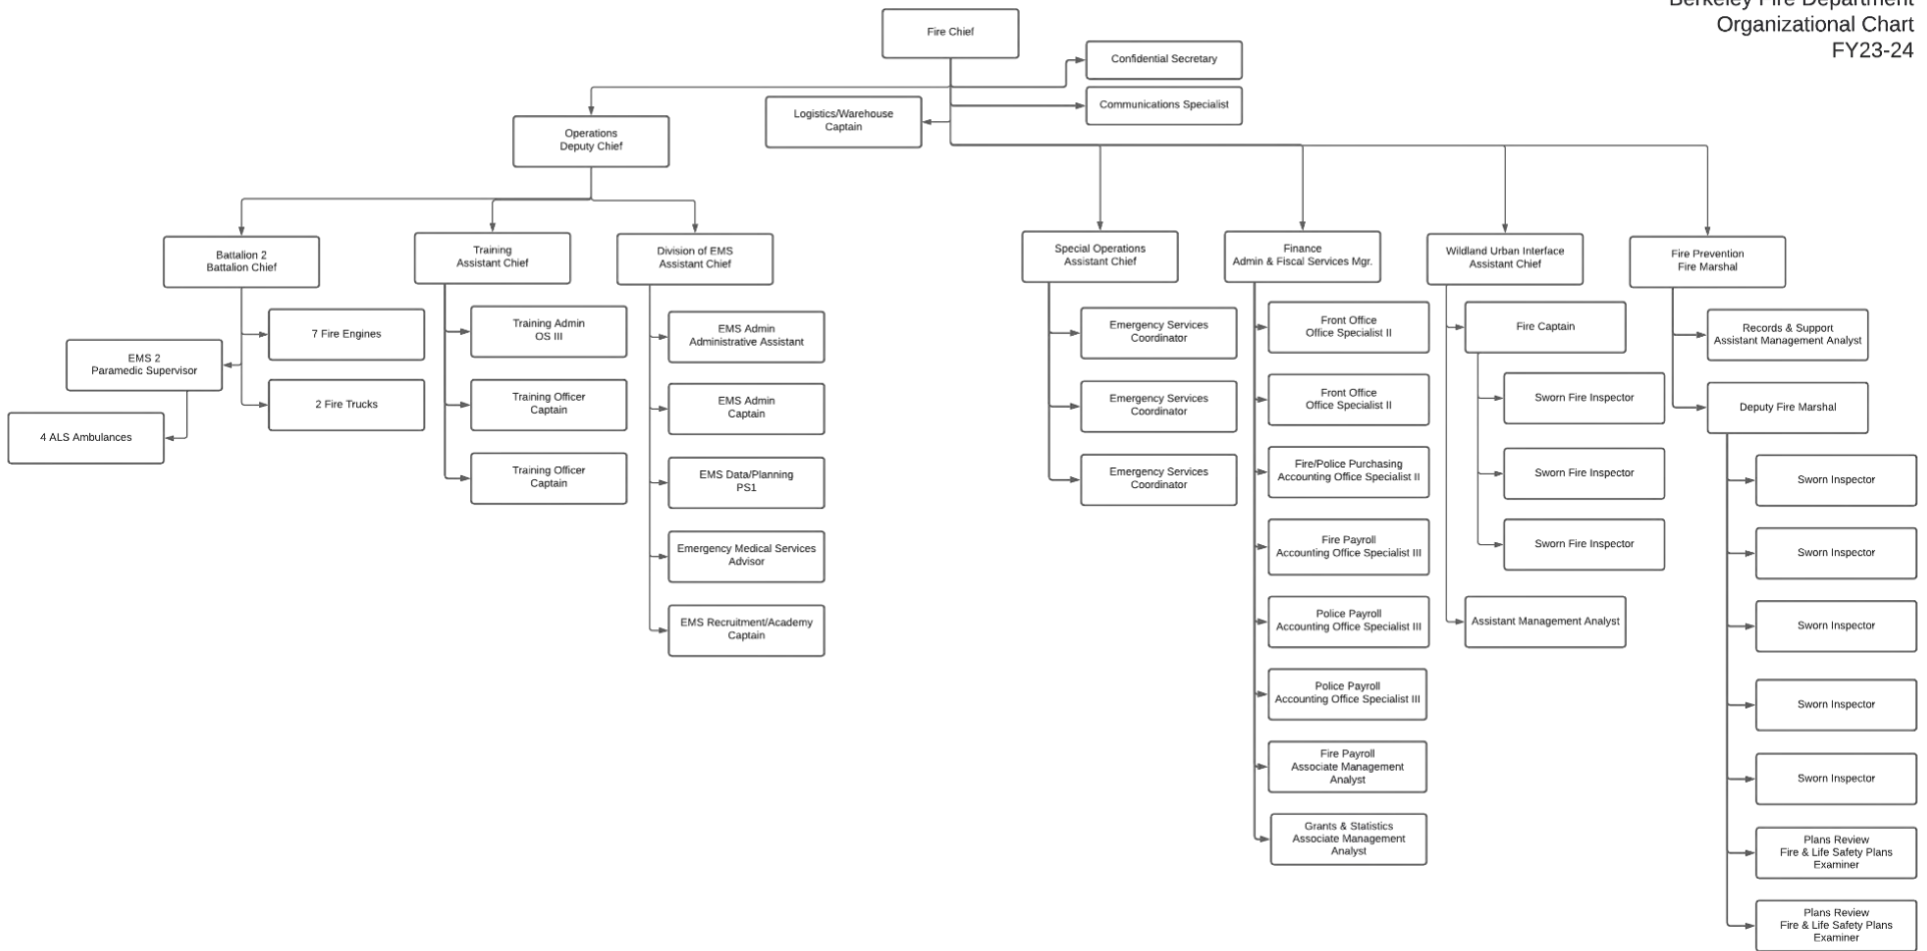 Berkeley Fire Department
Organizational Chart
FY23-24
Fire Chief
Confidential Secretary
Communications Specialist
Logistics/Warehouse
Captain
Operations
Deputy Chief
Battalion 2
Battalion Chief
7 Fire Engines
EMS 2
Paramedic Supervisor
2 Fire Trucks
4 ALS Ambulances
Training
Assistant Chief
Training Admin
OS III
Training Officer
Captain
Training Officer
Captain
Division of EMS
Assistant Chief
EMS Admin
Administrative Assistant
EMS Admin
Captain
EMS Data/Planning
PS1
Emergency Medical Services
Advisor
EMS Recruitment/Academy
Captain
Special Operations
Assistant Chief
Emergency Services
Coordinator
Emergency Services
Coordinator
Emergency Services
Coordinator
Finance
Admin & Fiscal Services Mgr.
Front Office
Office Specialist II
Front Office
Office Specialist II
Fire/Police Purchasing
Accounting Office Specialist II
Fire Payroll
Accounting Office Specialist III
Police Payroll
Accounting Office Specialist III
Police Payroll
Accounting Office Specialist III
Fire Payroll
Associate Management
Analyst
Grants & Statistics
Associate Management
Analyst
Wildland Urban Interface
Assistant Chief
Fire Captain
Sworn Fire Inspector
Sworn Fire Inspector
Sworn Fire Inspector
Assistant Management Analyst
Fire Prevention
Fire Marshal
Records & Support
Assistant Management Analyst
Deputy Fire Marshal
Sworn Inspector
Sworn Inspector
Sworn Inspector
Sworn Inspector
Sworn Inspector
Plans Review
Fire & Life Safety Plans
Examiner
Plans Review
Fire & Life Safety Plans
Examiner